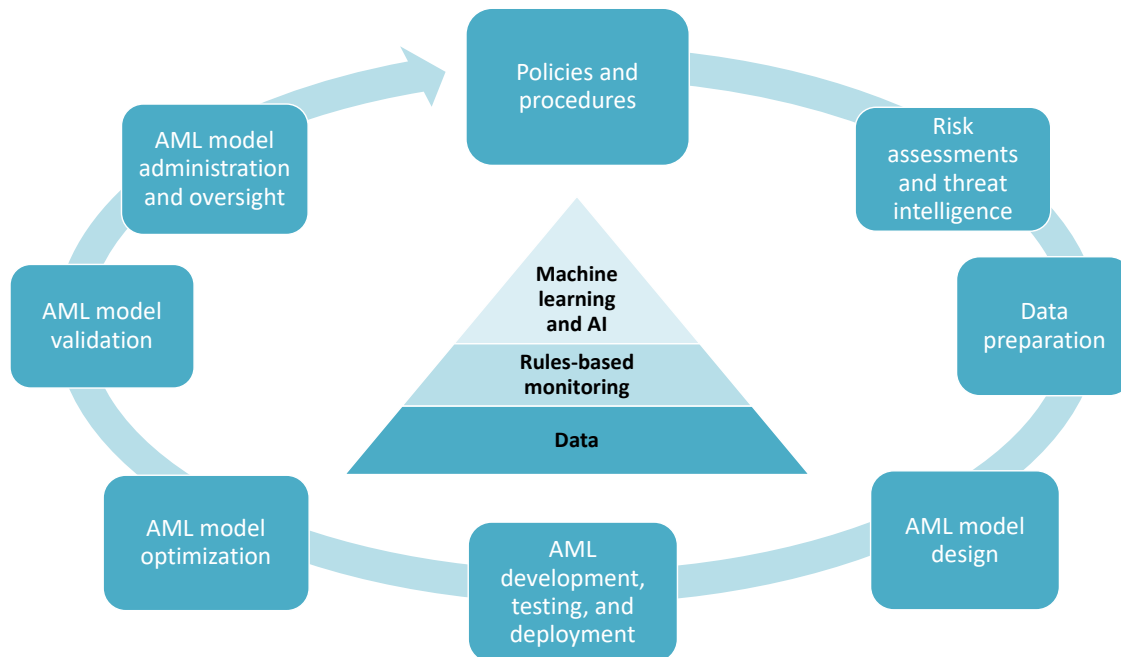 Policies and
procedures
Risk
assessments
and threat
intelligence
Data
preparation
AML model
design
AML
development,
testing, and
deployment
AML model
optimization
AML model
validation
AML model
administration
and oversight
Machine
learning
and AI
Rules-based
monitoring
Data